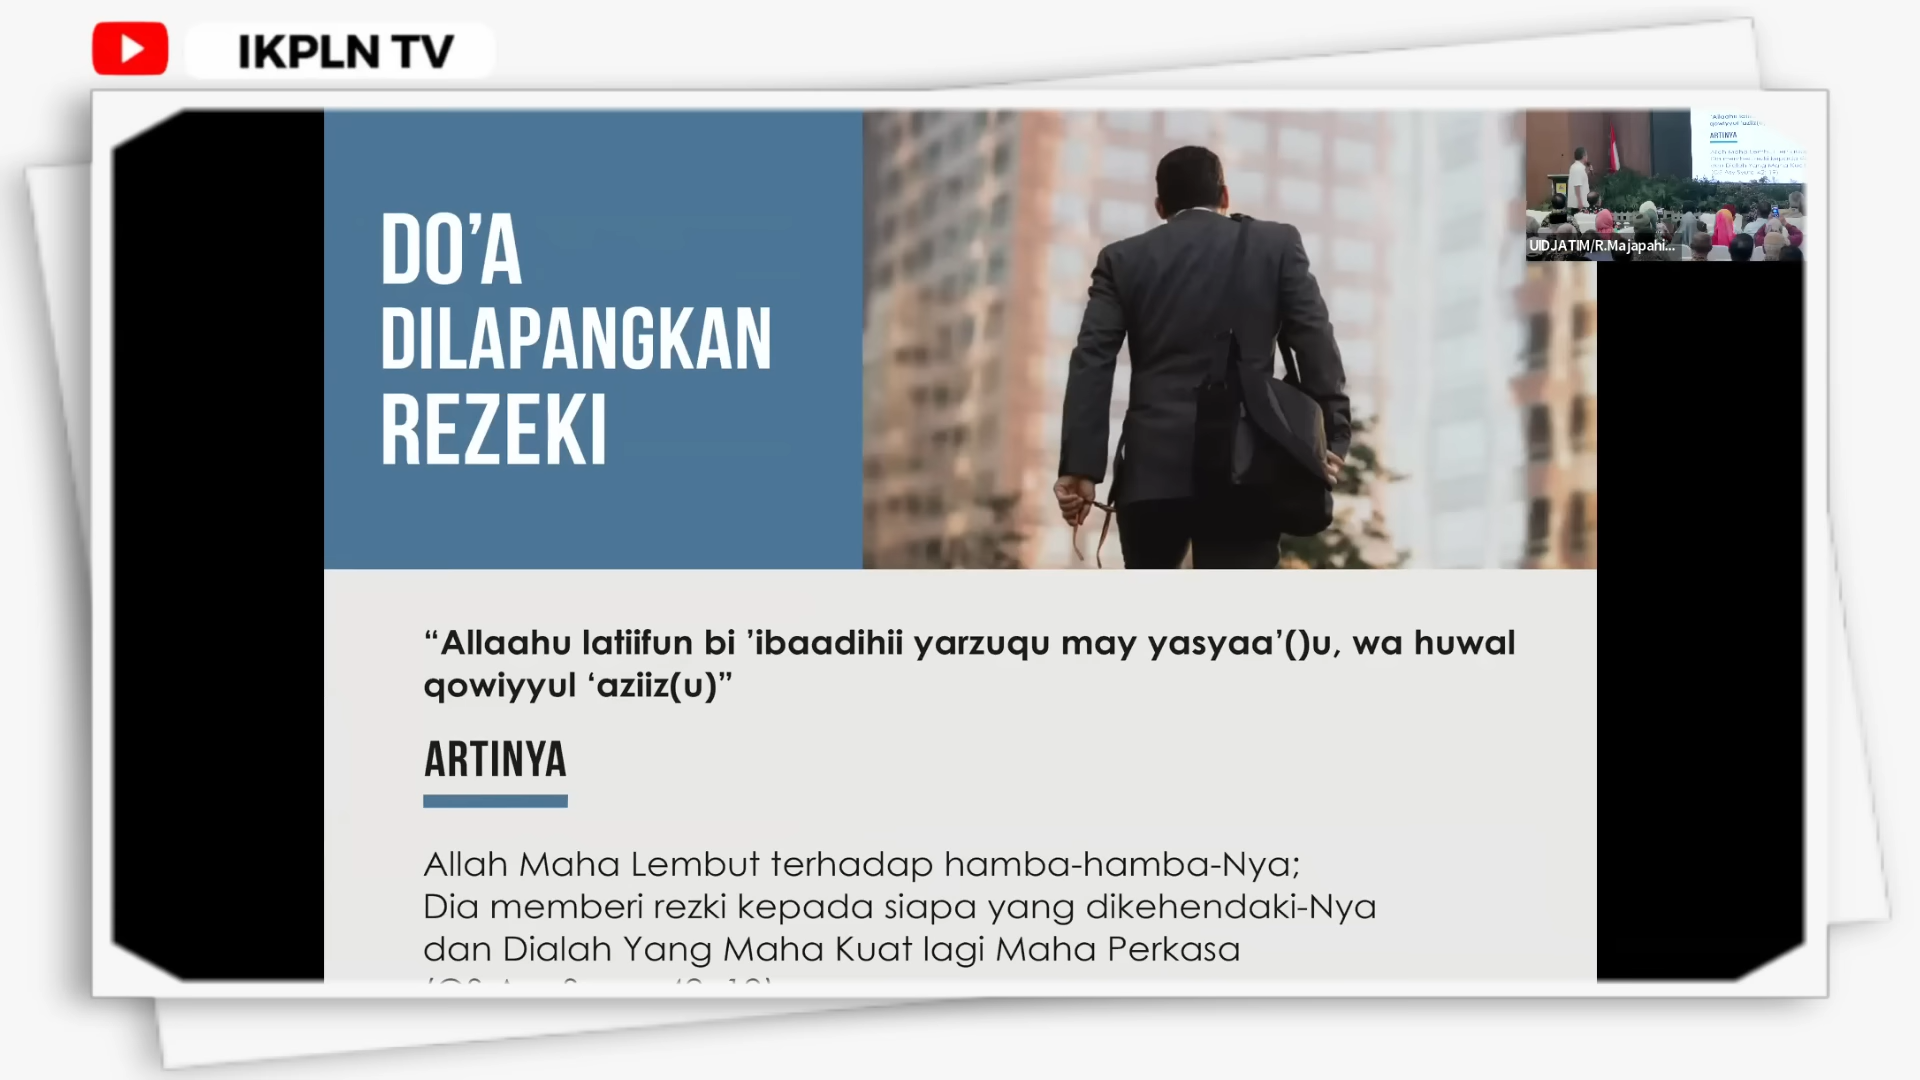 IKPLN TV
DO’A
DILAPANGKAN
REZEKI
“Allaahu latiifun bi ’ibaadihii yarzuqu may yasyaa’()u, wa huwal
qowiyyul ‘aziiz(u)”
ARTINYA
Allah Maha Lembut terhadap hamba-hamba-Nya;
Dia memberi rezki kepada siapa yang dikehendaki-Nya
dan Dialah Yang Maha Kuat lagi Maha Perkasa
ARTINYA
UIDJATIM/R.Majapahi...